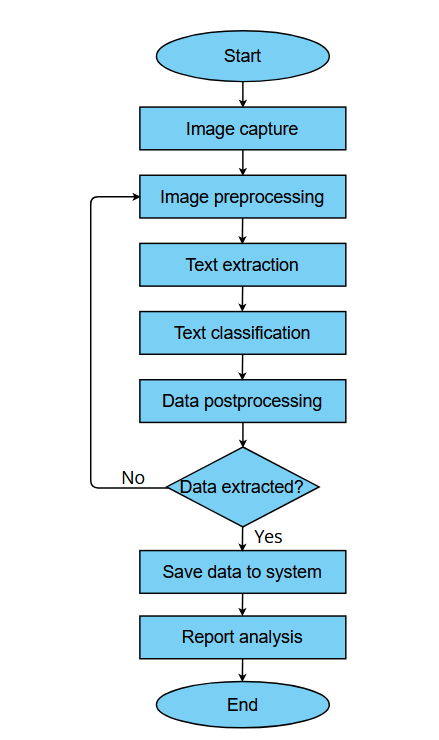 Start
Image capture
Image preprocessing
Text extraction
Text classification
Data postprocessing
No
Data extracted?
Yes
Save data to system
Report analysis
End